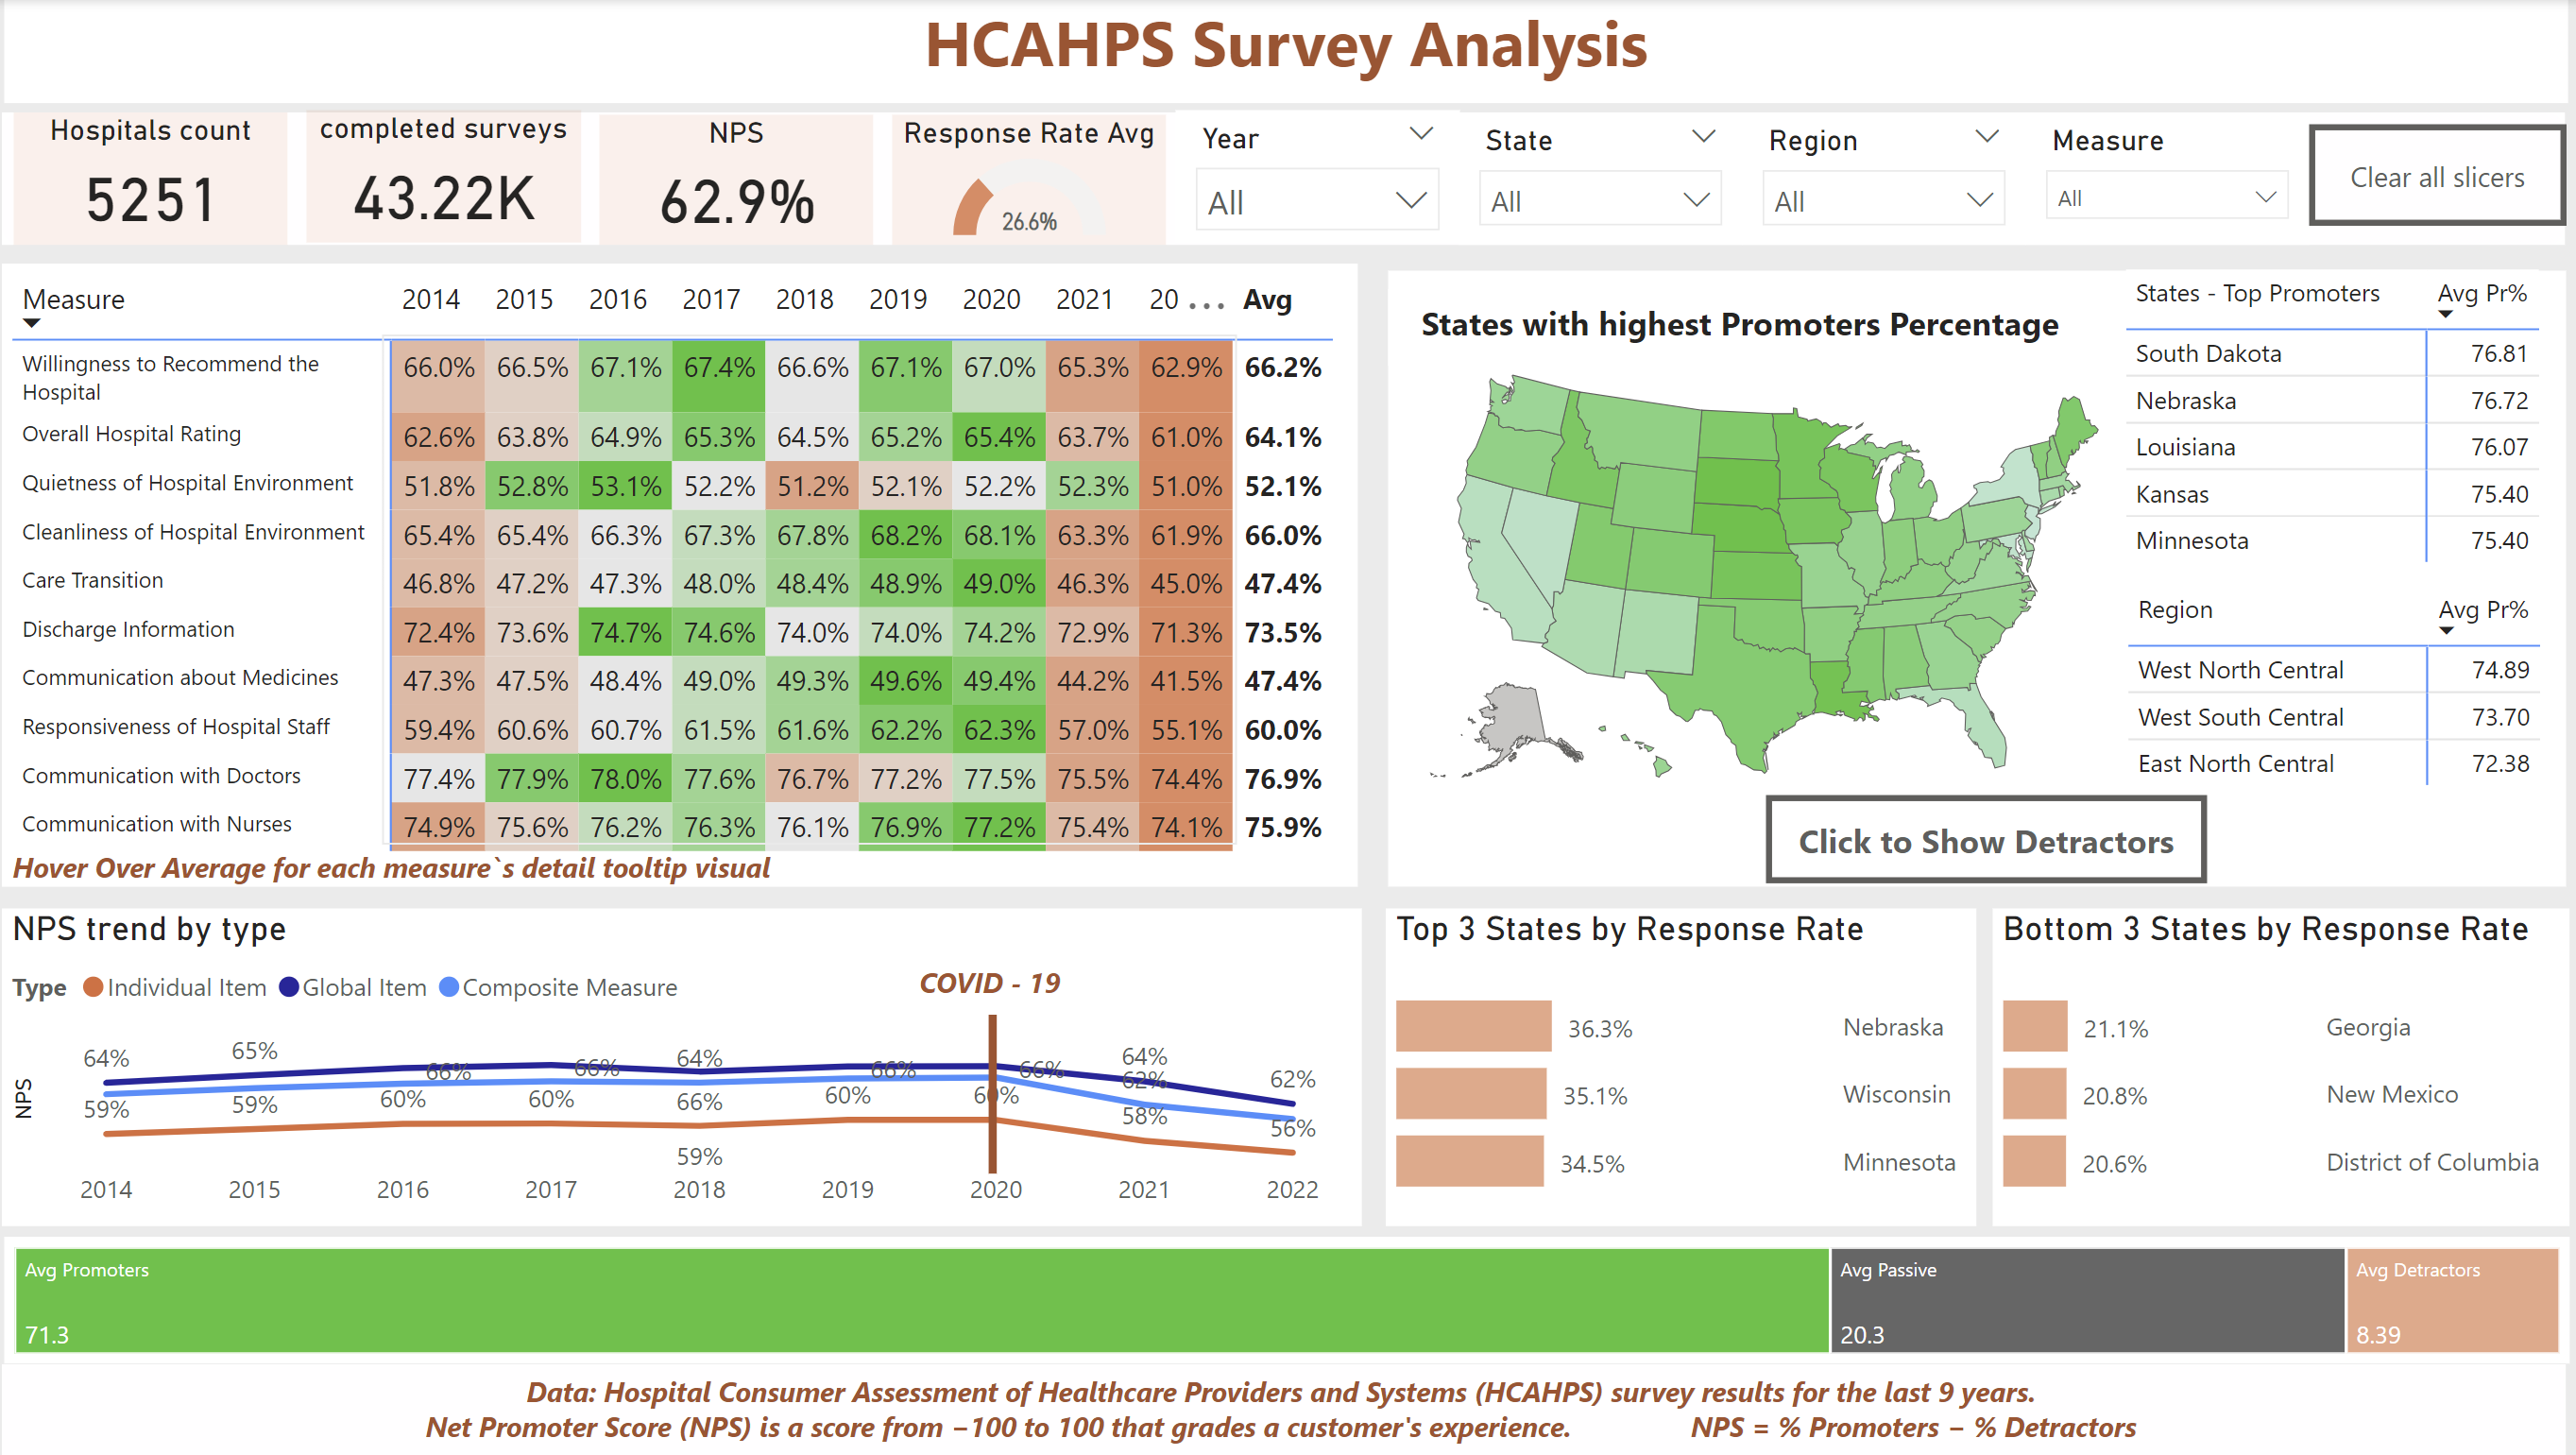 HCAHPS Survey Analysis
Hospitals count
5251
completed surveys
43.22K
NPS
62.9%
Response Rate Avg
26.6%
Year
All
State
All
Region
All
Measure
All
Clear all slicers
Measure 2014 2015 2016 2017 2018 2019 2020 2021 20 ... Avg
Willingness to Recommend the
Hospital
66.0% 66.5% 67.1% 67.4% 66.6% 67.1% 67.0% 65.3% 62.9% 66.2%
Overall Hospital Rating 62.6% 63.8% 64.9% 65.3% 64.5% 65.2% 65.4% 63.7% 61.0% 64.1%
Quietness of Hospital Environment 51.8% 52.8% 53.1% 52.2% 51.2% 52.1% 52.2% 52.3% 51.0% 52.1%
Cleanliness of Hospital Environment 65.4% 65.4% 66.3% 67.3% 67.8% 68.2% 68.1% 63.3% 61.9% 66.0%
Care Transition 46.8% 47.2% 47.3% 48.0% 48.4% 48.9% 49.0% 46.3% 45.0% 47.4%
Discharge Information 72.4% 73.6% 74.7% 74.6% 74.0% 74.0% 74.2% 72.9% 71.3% 73.5%
Communication about Medicines 47.3% 47.5% 48.4% 49.0% 49.3% 49.6% 49.4% 44.2% 41.5% 47.4%
Responsiveness of Hospital Staff 59.4% 60.6% 60.7% 61.5% 61.6% 62.2% 62.3% 57.0% 55.1% 60.0%
Communication with Doctors 77.4% 77.9% 78.0% 77.6% 76.7% 77.2% 77.5% 75.5% 74.4% 76.9%
Communication with Nurses 74.9% 75.6% 76.2% 76.3% 76.1% 76.9% 77.2% 75.4% 74.1% 75.9%
Hover Over Average for each measure`s detail tooltip visual
States with highest Promoters Percentage
States - Top Promoters Avg Pr%
South Dakota 76.81
Nebraska 76.72
Louisiana 76.07
Kansas 75.40
Minnesota 75.40
Region Avg Pr%
West North Central 74.89
West South Central 73.70
East North Central 72.38
Click to Show Detractors
NPS trend by type
Type Individual Item Global Item Composite Measure
COVID - 19
NPS
64% 65% 66% 66% 64% 66% 66% 64% 62%
59% 59% 60% 60% 66% 60% 60% 62% 58% 56%
59%
2014 2015 2016 2017 2018 2019 2020 2021 2022
Top 3 States by Response Rate
36.3% Nebraska
35.1% Wisconsin
34.5% Minnesota
Bottom 3 States by Response Rate
21.1% Georgia
20.8% New Mexico
20.6% District of Columbia
Avg Promoters
71.3
Avg Passive
20.3
Avg Detractors
8.39
Data: Hospital Consumer Assessment of Healthcare Providers and Systems (HCAHPS) survey results for the last 9 years.
Net Promoter Score (NPS) is a score from −100 to 100 that grades a customer's experience. NPS = % Promoters − % Detractors